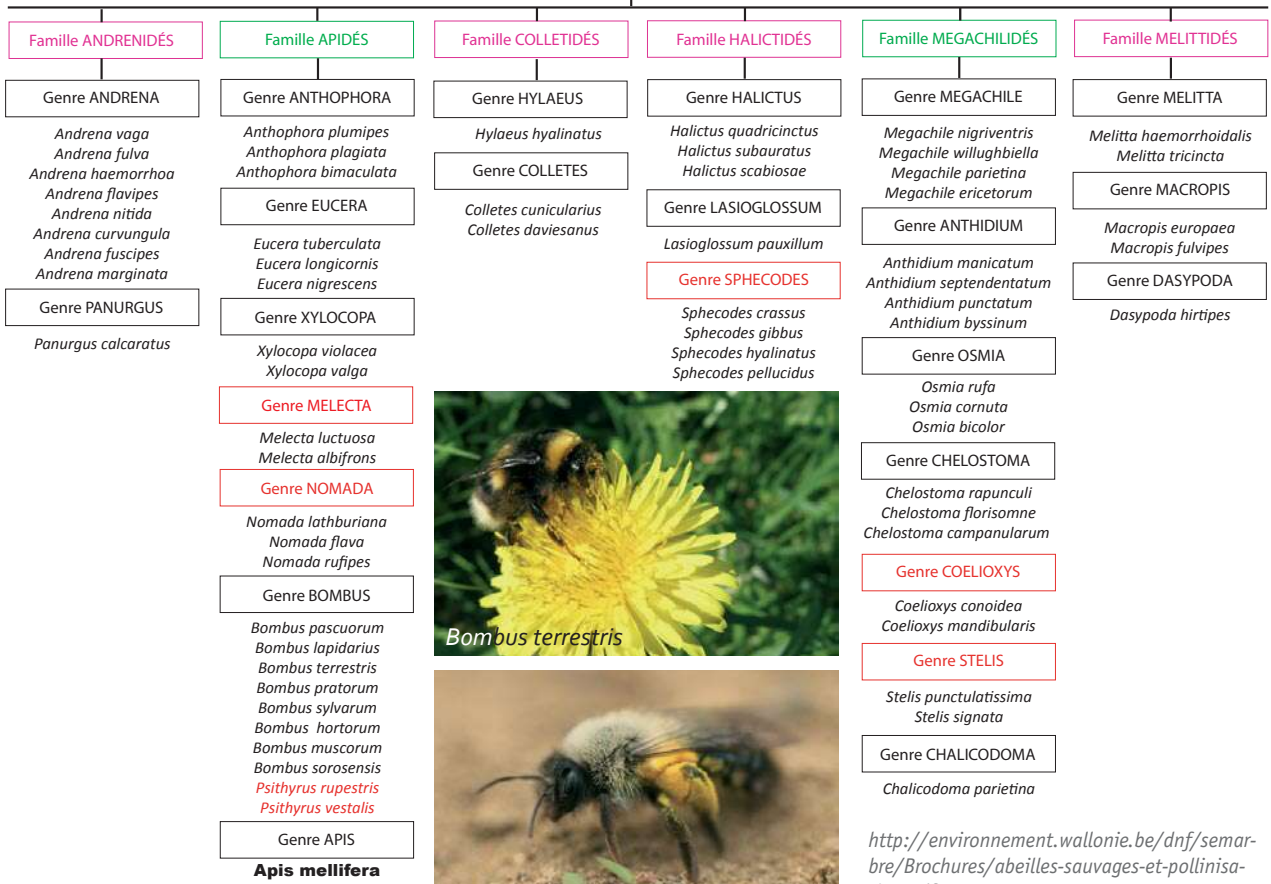 Famille ANDRENIDÉS
Genre ANDRENA
Andrena vaga
Andrena fulva
Andrena haemorrhoa
Andrena flavipes
Andrena nitida
Andrena curvungula
Andrena fuscipes
Andrena marginata
Genre PANURGUS
Panurgus calcaratus
Famille APIDÉS
Genre ANTHOPHORA
Anthophora plumipes
Anthophora plagiata
Anthophora bimaculata
Genre EUCERA
Eucera tuberculata
Eucera longicornis
Eucera nigrescens
Genre XYLOCOPA
Xylocopa violacea
Xylocopa valga
Genre MELECTA
Melecta luctuosa
Melecta albifrons
Genre NOMADA
Nomada lathburiana
Nomada flava
Nomada rufipes
Genre BOMBUS
Bombus pascuorum
Bombus lapidarius
Bombus terrestris
Bombus pratorum
Bombus sylvarum
Bombus hortorum
Bombus muscorum
Bombus sorosensis
Psithyrus rupestris
Psithyrus vestalis
Genre APIS
Apis mellifera
Famille COLLETIDÉS
Genre HYLAEUS
Hylaeus hyalinatus
Genre COLLETES
Colletes cunicularius
Colletes daviesanus
Famille HALICTIDÉS
Genre HALICTUS
Halictus quadricinctus
Halictus subauratus
Halictus scabiosae
Genre LASIOGLOSSUM
Lasioglossum pauxillum
Genre SPHECODES
Sphecodes crassus
Sphecodes gibbus
Sphecodes hyalinatus
Sphecodes pellucidus
Bombus terrestris
Famille MEGACHILIDÉS
Genre MEGACHILE
Megachile nigriventris
Megachile willughbiella
Megachile parietina
Megachile ericetorum
Genre ANTHIDIUM
Anthidium manicatum
Anthidium septendentatum
Anthidium punctatum
Anthidium byssinum
Genre OSMIA
Osmia rufa
Osmia cornuta
Osmia bicolor
Genre CHELOSTOMA
Chelostoma rapunculi
Chelostoma florisomne
Chelostoma campanularum
Genre COELIOXYS
Coelioxys conoidea
Coelioxys mandibularis
Genre STELIS
Stelis punctulatissima
Stelis signata
Genre CHALICODOMA
Chalicodoma parietina
http://environnement.wallonie.be/dnf/semar-
bre/Brochures/abeilles-sauvages-et-pollinisa-
Famille MELITTIDÉS
Genre MELITTA
Melitta haemorrhoidalis
Melitta tricincta
Genre MACROPIS
Macropis europaea
Macropis fulvipes
Genre DASYPODA
Dasypoda hirtipes